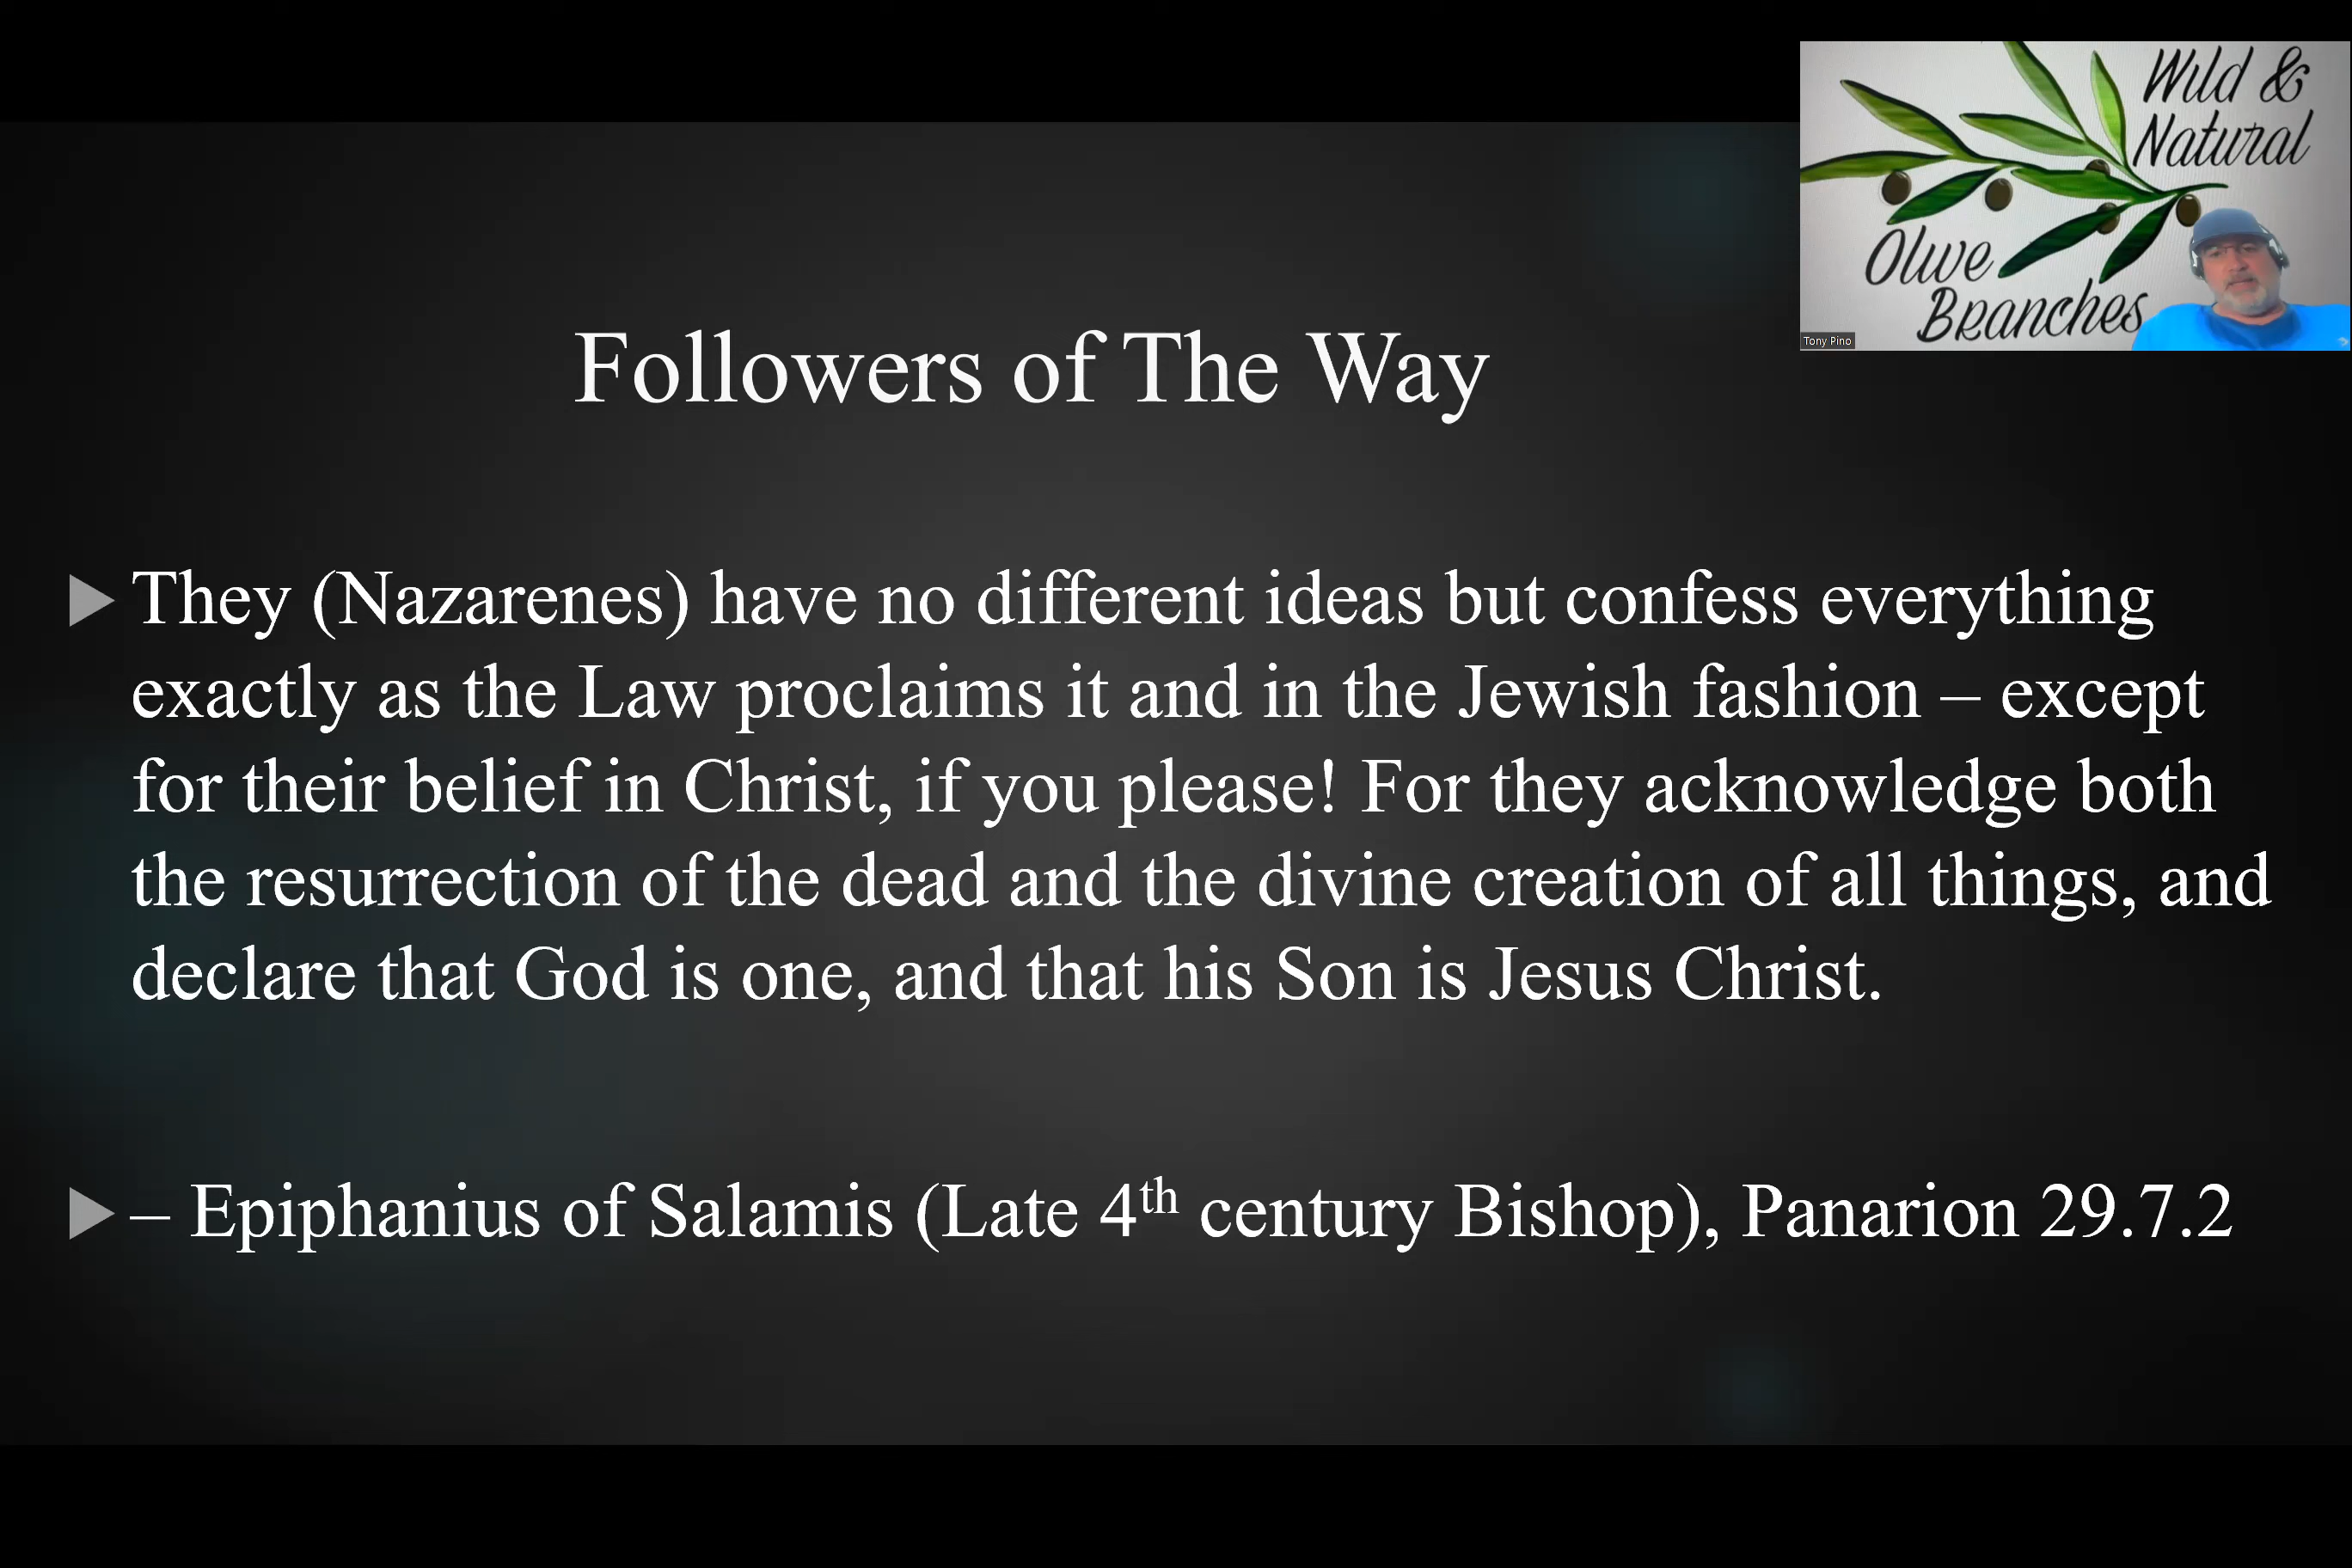 Wild &
Natural
Olive
Branches
Tony Pino
Followers of The Way
They (Nazarenes) have no different ideas but confess everything
exactly as the Law proclaims it and in the Jewish fashion – except
for their belief in Christ, if you please! For they acknowledge both
the resurrection of the dead and the divine creation of all things, and
declare that God is one, and that his Son is Jesus Christ.
– Epiphanius of Salamis (Late 4th century Bishop), Panarion 29.7.2